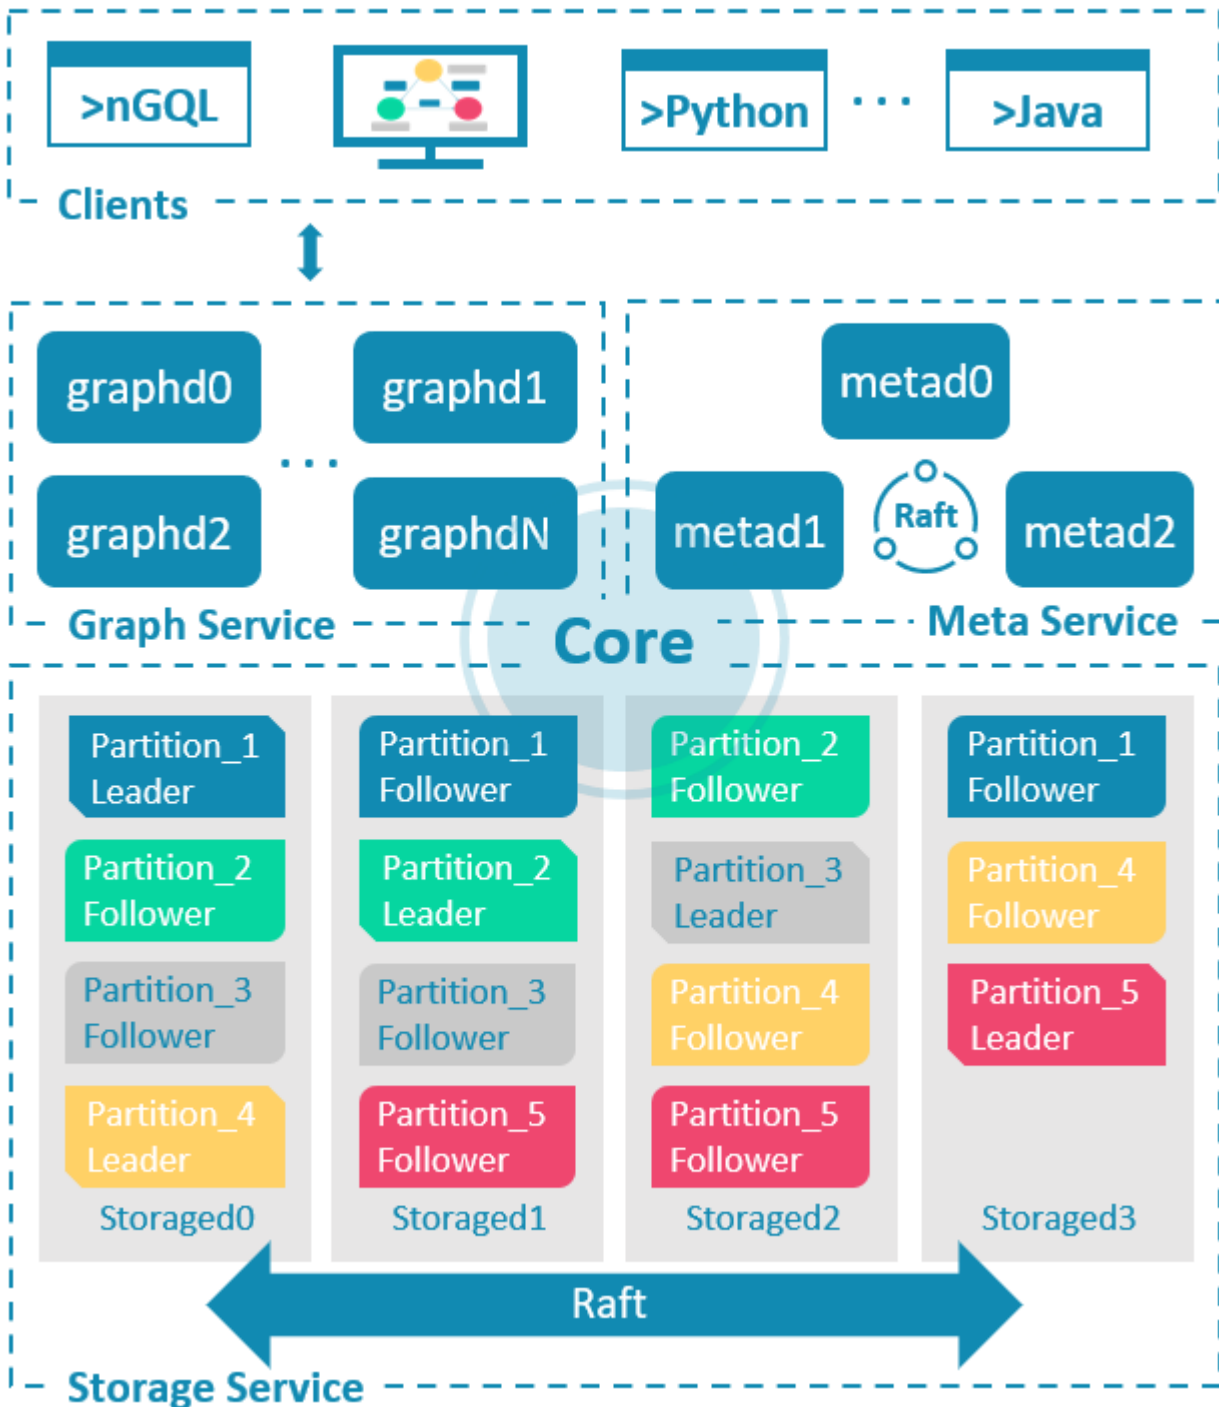 >nGQL
>Python
...
>Java
Clients
graphd0
graphd1
...
graphd2
graphdN
Graph Service
metad0
metad1
Raft
metad2
Meta Service
Core
Partition_1
Leader
Partition_2
Follower
Partition_3
Follower
Partition_4
Leader
Storaged0
Partition_1
Follower
Partition_2
Leader
Partition_3
Follower
Partition_5
Follower
Storaged1
Partition_2
Follower
Partition_3
Leader
Partition_4
Follower
Partition_5
Follower
Storaged2
Partition_1
Follower
Partition_4
Follower
Partition_5
Leader
Storaged3
Raft
Storage Service